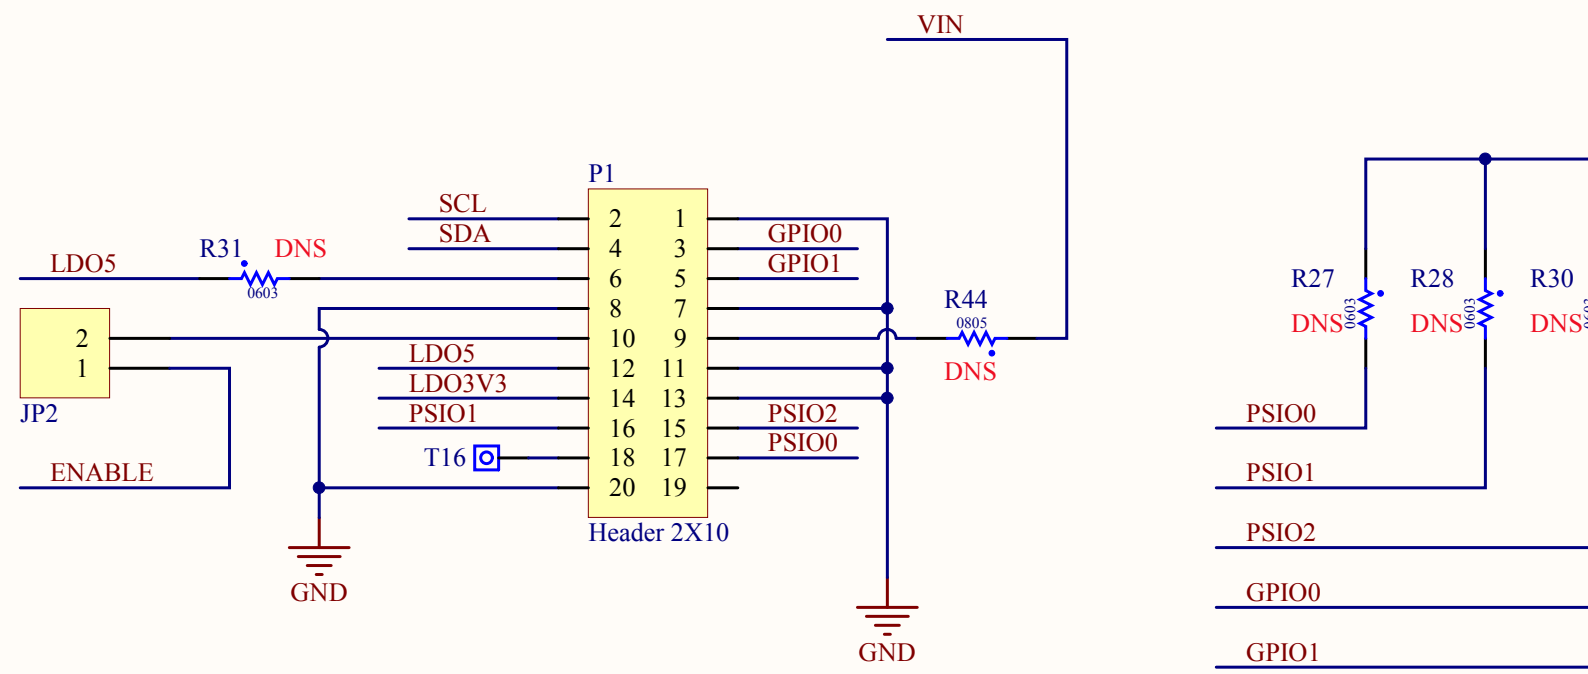 VIN
P1
SCL 2 1
SDA 4 3 GPIO0
R31 DNS
LDO5 0603 6 5 GPIO1
8 7
R44
0805
DNS
2 10 9
1
JP2
LDO5 12 11
LDO3V3 14 13
PSIO1 16 15 PSIO2
T16 18 17 PSIO0
ENABLE 20 19
Header 2X10
GND
GND
R27 R28 R30
DNS 0603 DNS 0603 DNS
PSIO0
PSIO1
PSIO2
GPIO0
GPIO1